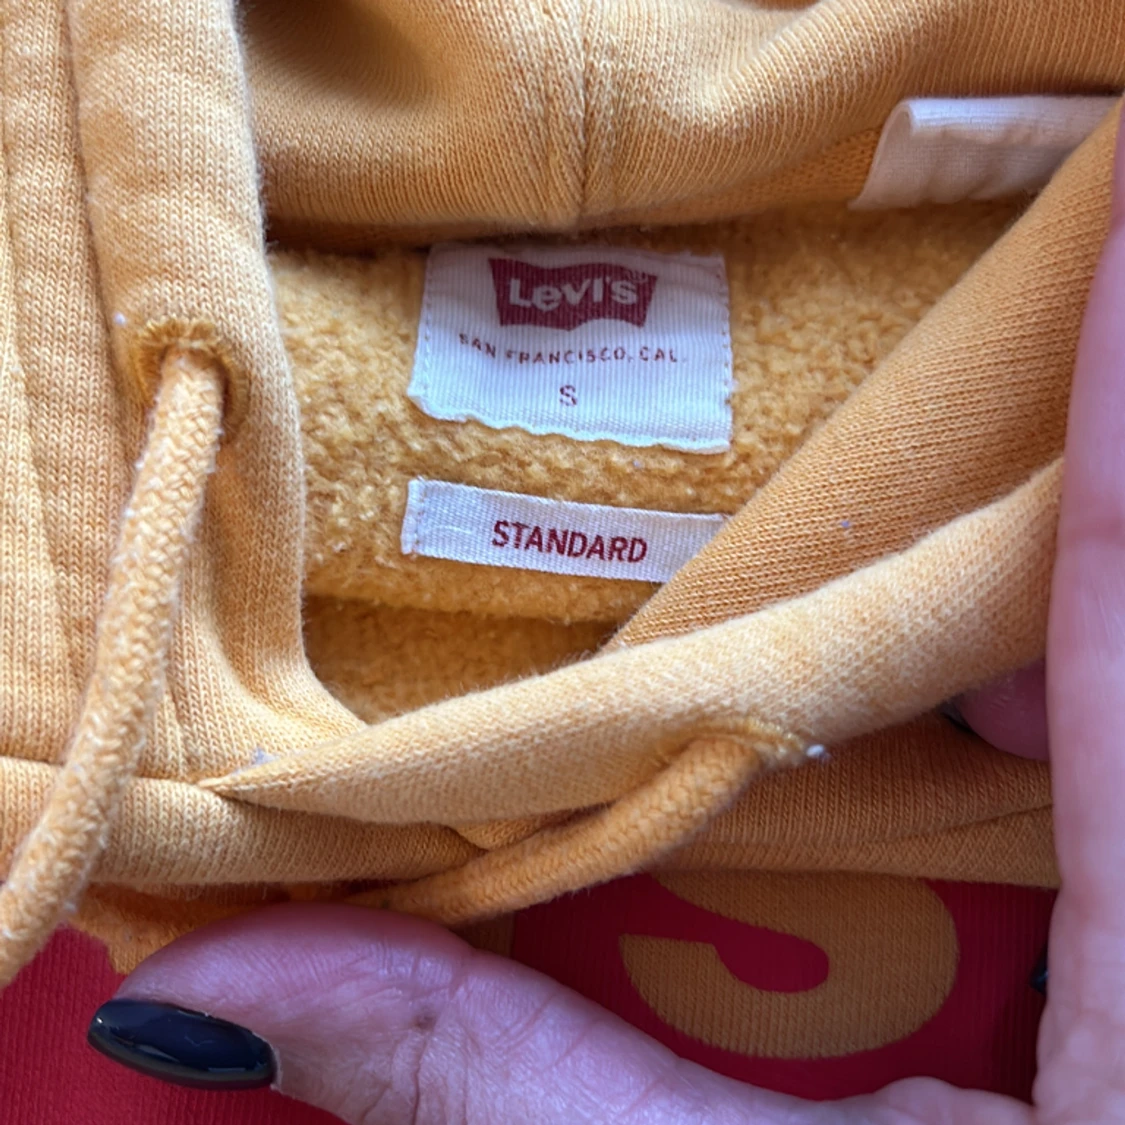 Levi's
SAN FRANCISCO, CAL.
S
STANDARD
s